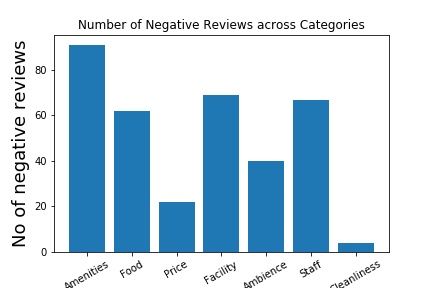 Number of Negative Reviews across Categories
No of negative reviews
80
60
40
20
0
Amenities
Food
Price
Facility
Ambience
Staff
Cleanliness